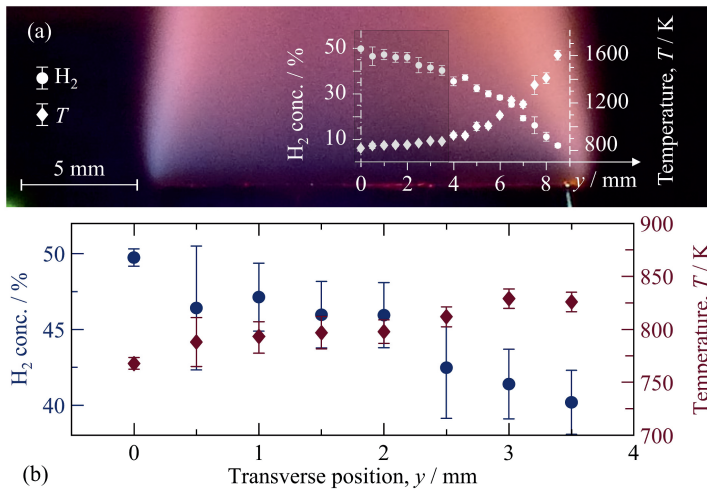 (a)
H2
T
5 mm
H2 conc. / %
50
30
10
0 2 4 6 8 y / mm
1600
1200
800
Temperature, T / K
H2 conc. / %
50
45
40
0 1 2 3 4
Transverse position, y / mm
900
850
800
750
700
Temperature, T / K
(b)